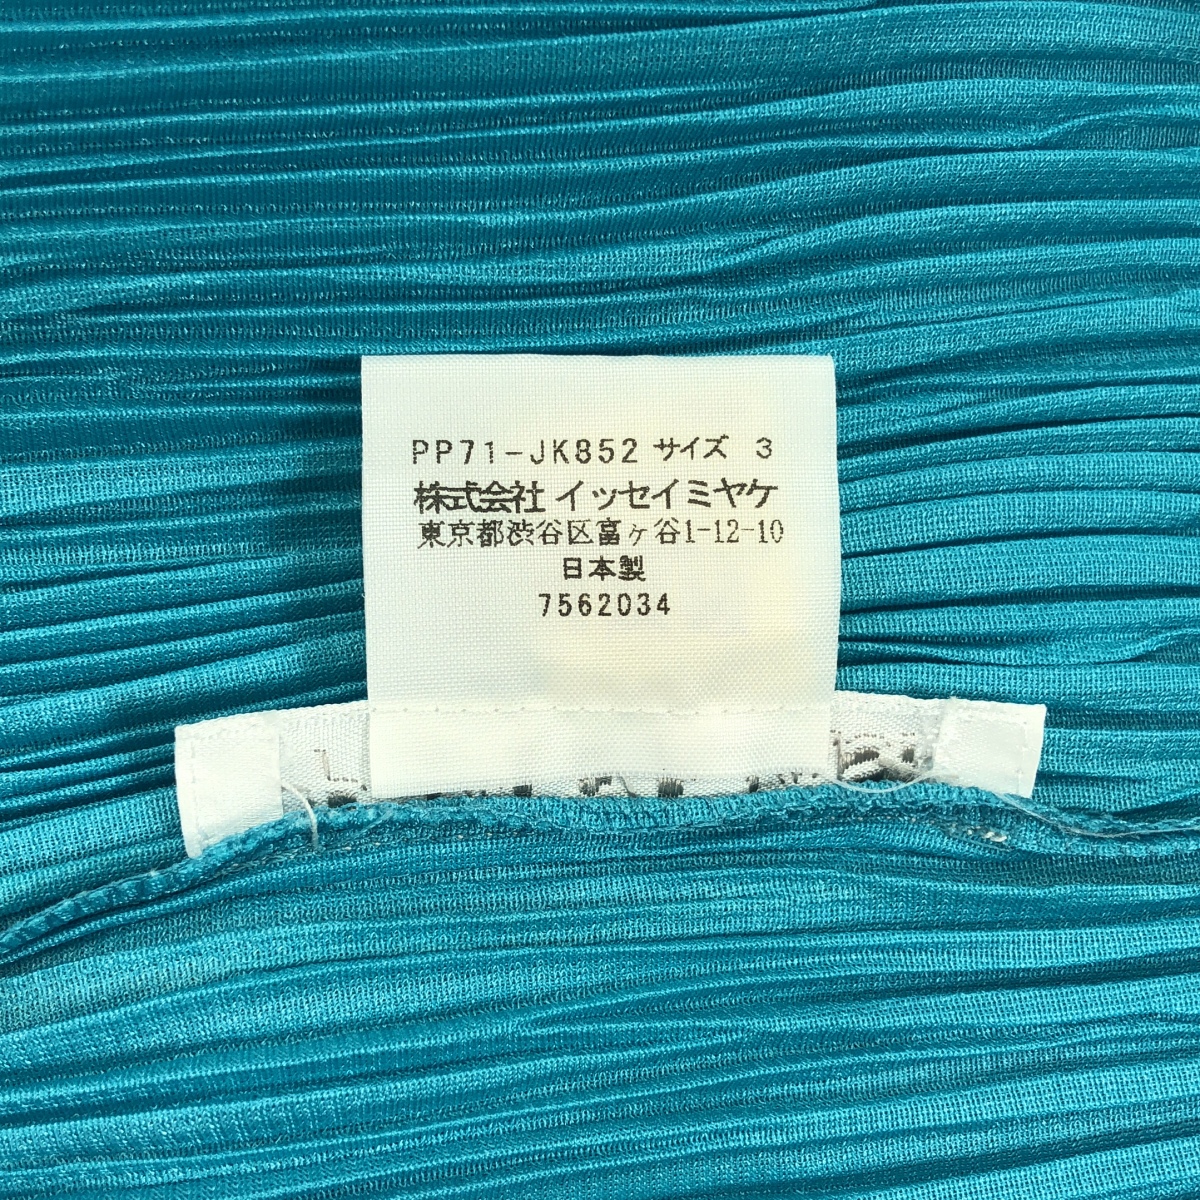 PP71-JK852 サイズ 3
株式会社 イッセイミヤケ
東京都渋谷区富ヶ谷1-12-10
日本製
7562034